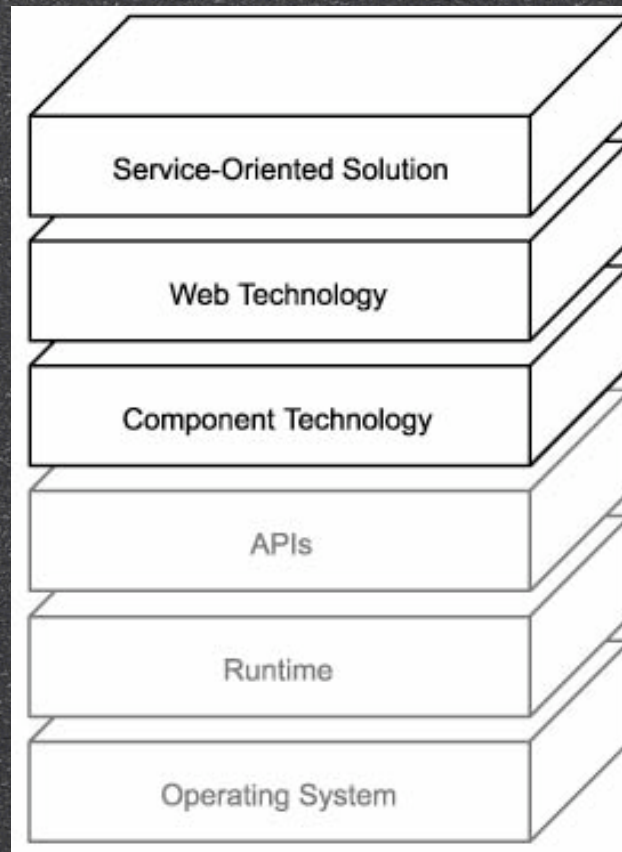 Service-Oriented Solution
Web Technology
Component Technology
APIs
Runtime
Operating System